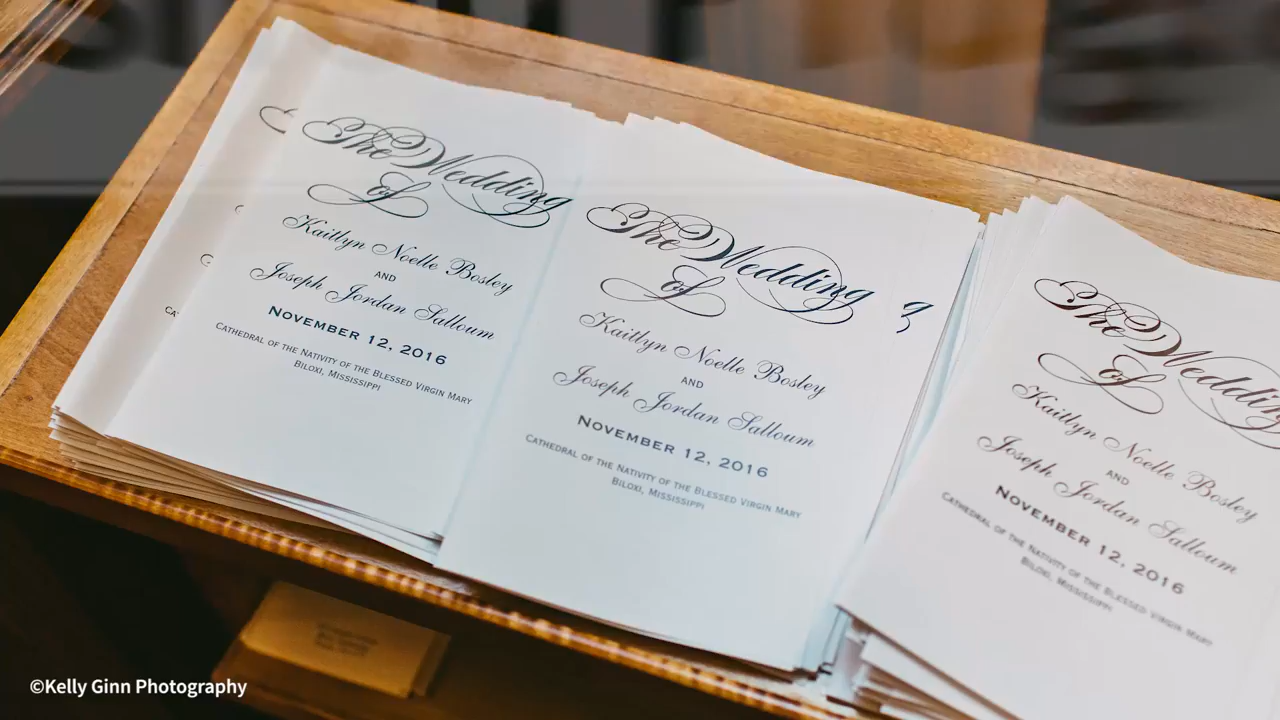 The Wedding
of
Kaitlyn Noelle Bosley
AND
Joseph Jordan Salloum
NOVEMBER 12, 2016
CATHEDRAL OF THE NATIVITY OF THE BLESSED VIRGIN MARY
BILOXI, MISSISSIPPI
The Wedding
of
Kaitlyn Noelle Bosley
AND
Joseph Jordan Salloum
NOVEMBER 12, 2016
CATHEDRAL OF THE NATIVITY OF THE BLESSED VIRGIN MARY
BILOXI, MISSISSIPPI
g
The Wedding
of
Kaitlyn Noelle Bosley
AND
Joseph Jordan Salloum
NOVEMBER 12, 2016
CATHEDRAL OF THE NATIVITY OF THE BLESSED VIRGIN MARY
BILOXI, MISSISSIPPI
©Kelly Ginn Photography